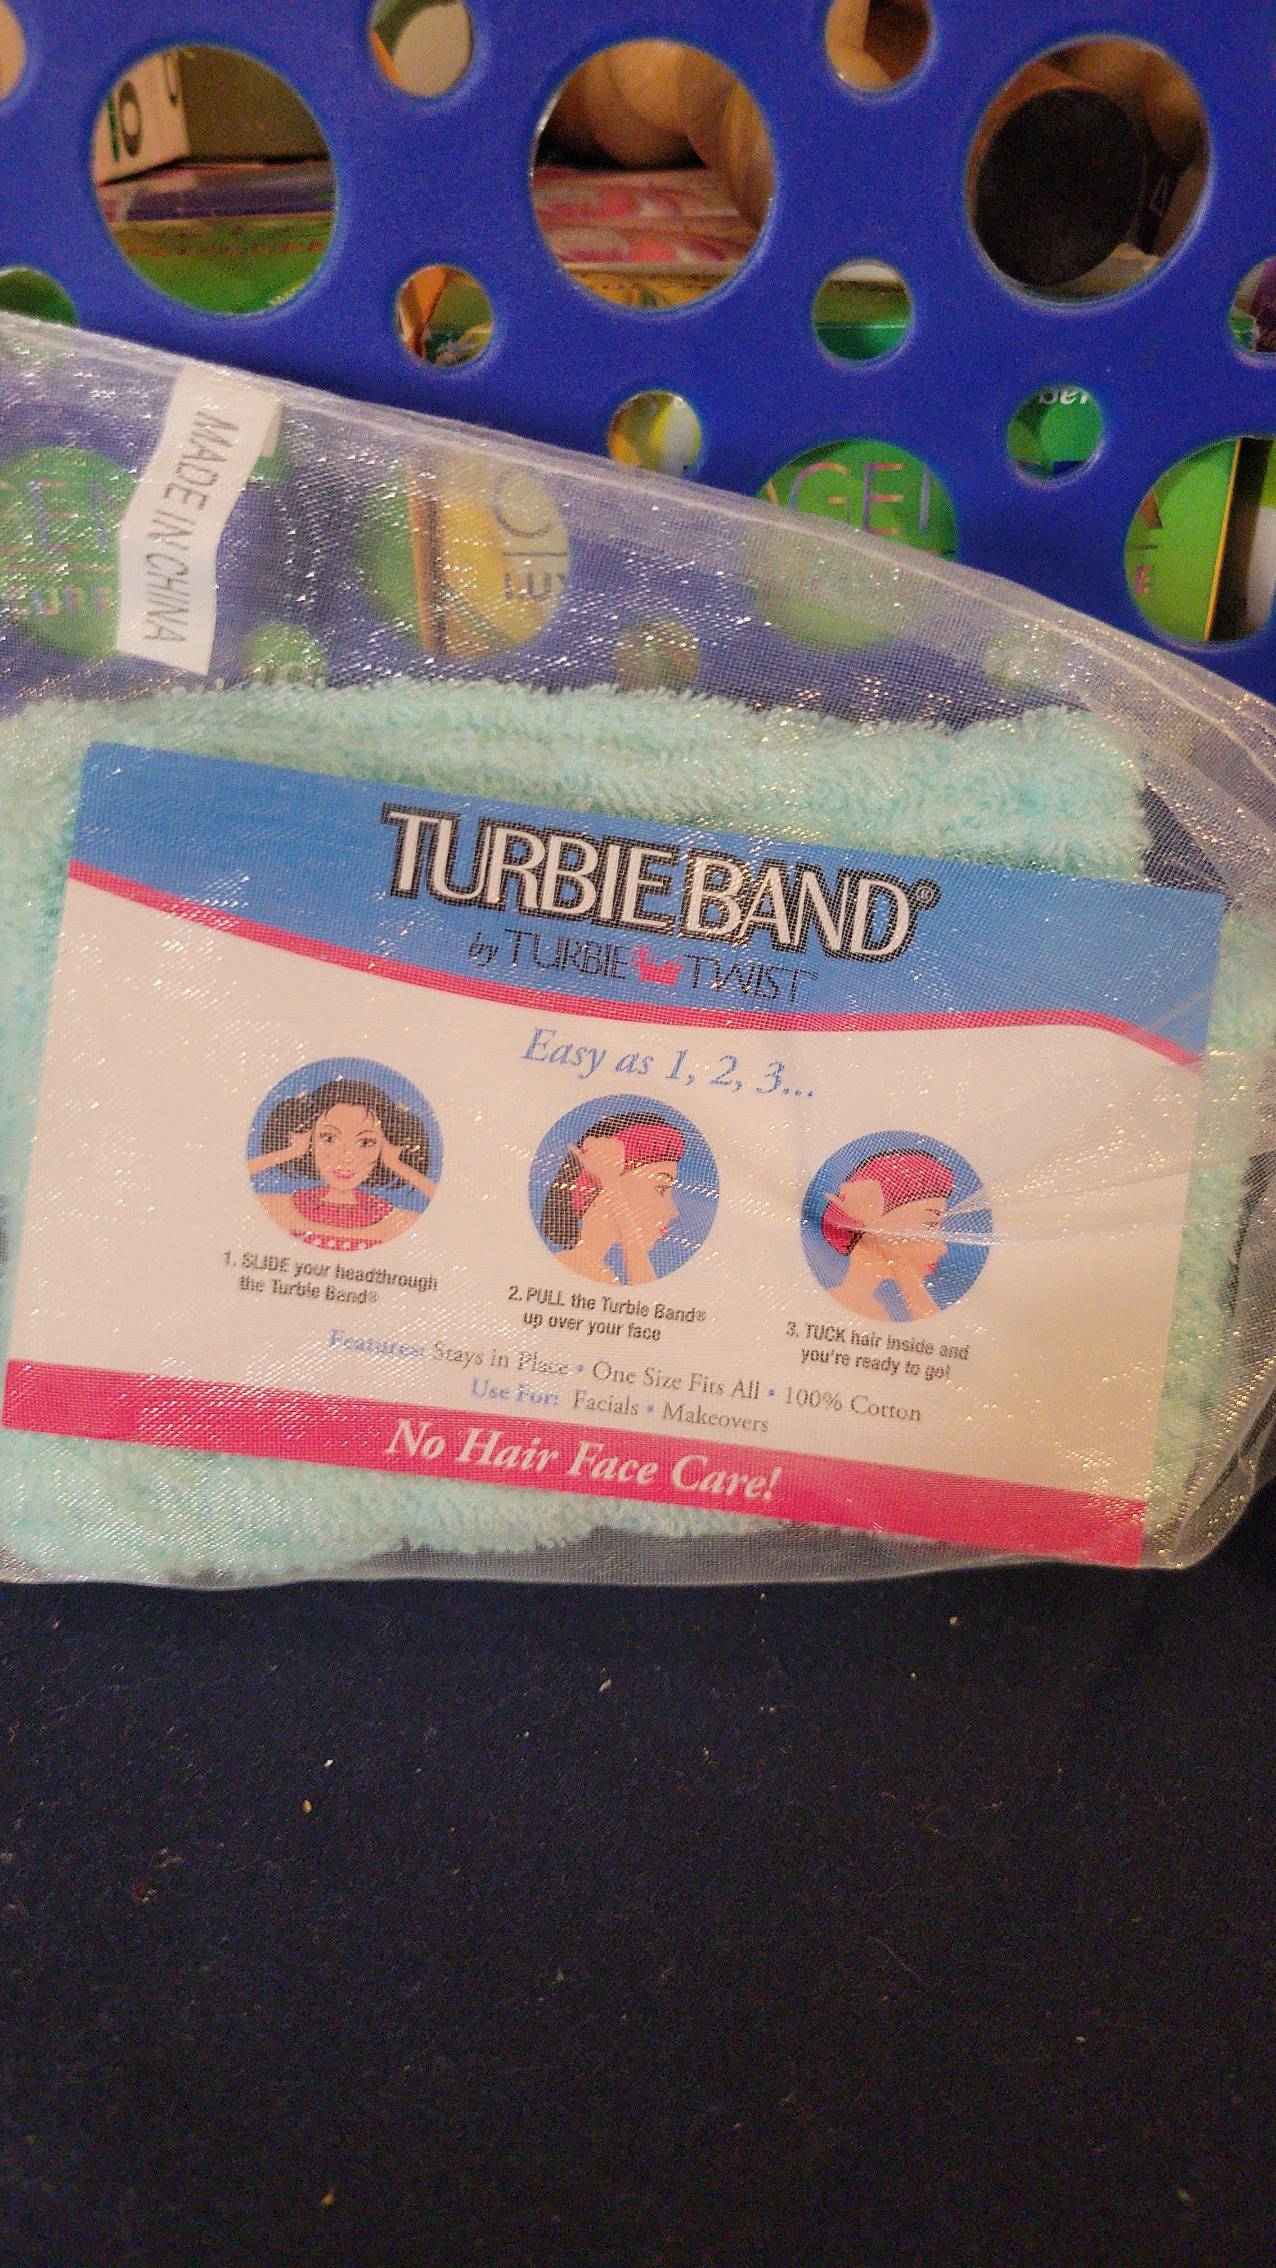 MADE IN CHINA
GEL
LUX
TURBIE BAND®
by TURBIE TWIST™
Easy as 1, 2, 3...
1. SLIDE your headthrough
the Turbie Band®
2. PULL the Turbie Band®
up over your face
3. TUCK hair inside and
you're ready to go!
Features: Stays in Place • One Size Fits All • 100% Cotton
Use For: Facials • Makeovers
No Hair Face Care!